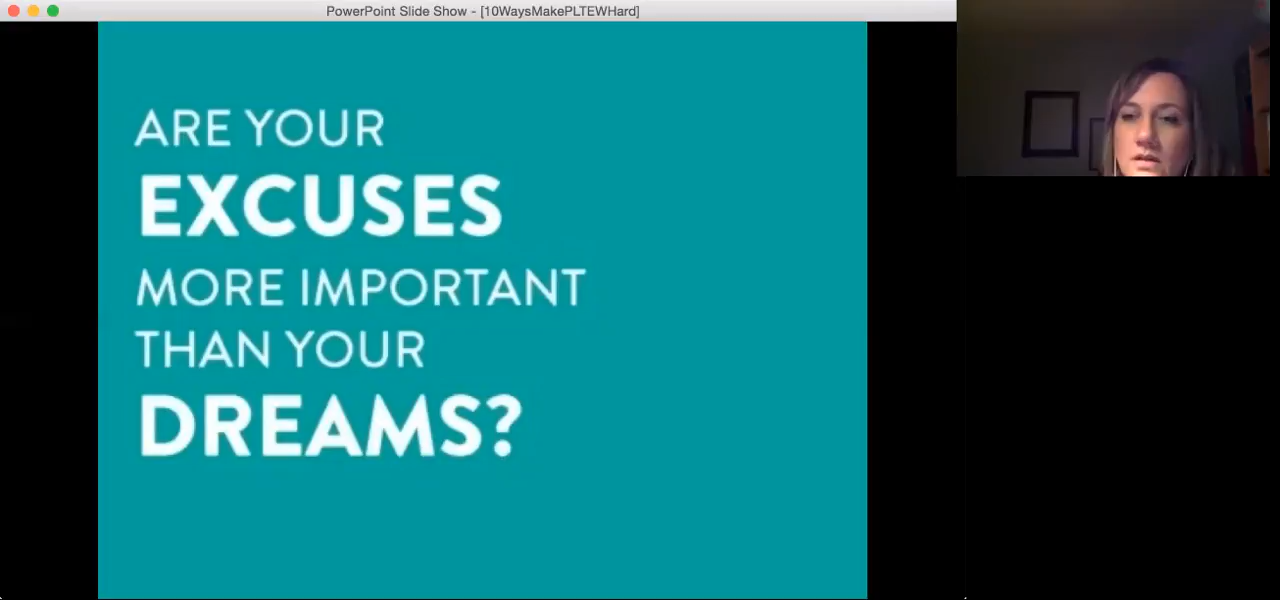 PowerPoint Slide Show - [10WaysMakePLTEWHard]
ARE YOUR
EXCUSES
MORE IMPORTANT
THAN YOUR
DREAMS?